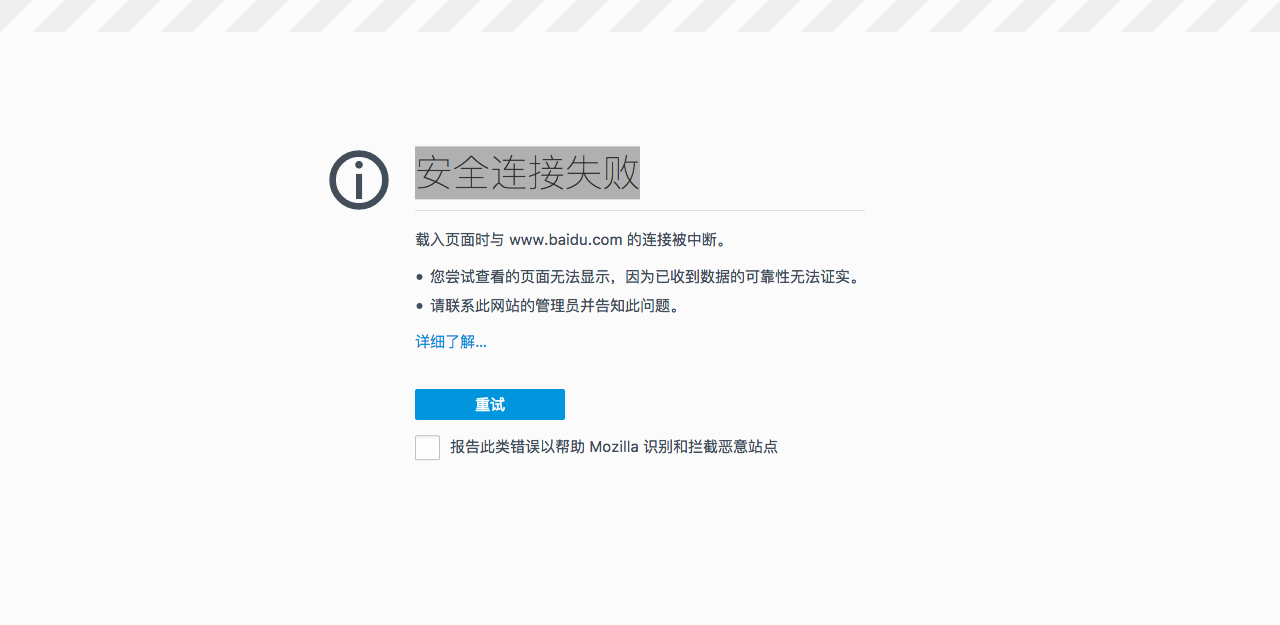 安全连接失败
载入页面时与 www.baidu.com 的连接被中断。
您尝试查看的页面无法显示，因为已收到数据的可靠性无法证实。
请联系此网站的管理员并告知此问题。
详细了解...
重试
报告此类错误以帮助 Mozilla 识别和拦截恶意站点